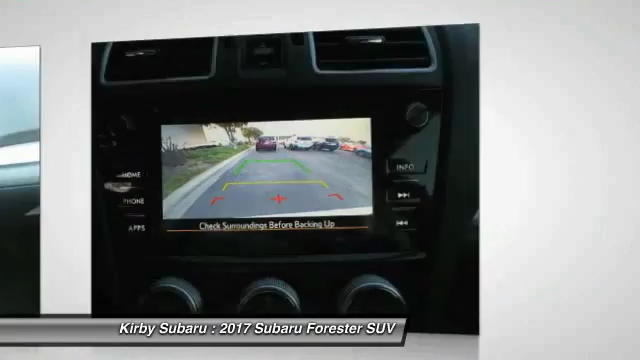 HOME
PHONE
APPS
INFO
Check Surroundings Before Backing Up
Kirby Subaru : 2017 Subaru Forester SUV